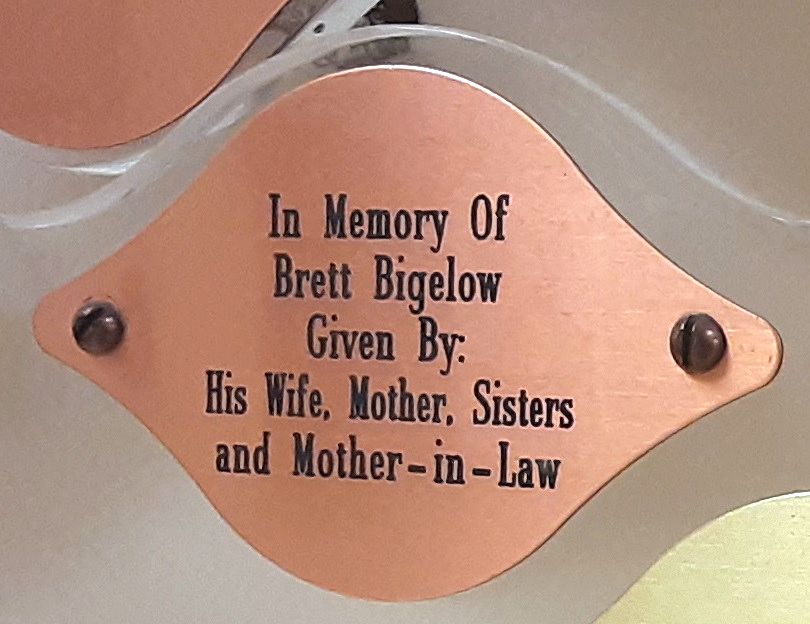 In Memory Of
Brett Bigelow
Given By:
His Wife, Mother, Sisters
and Mother-in-Law